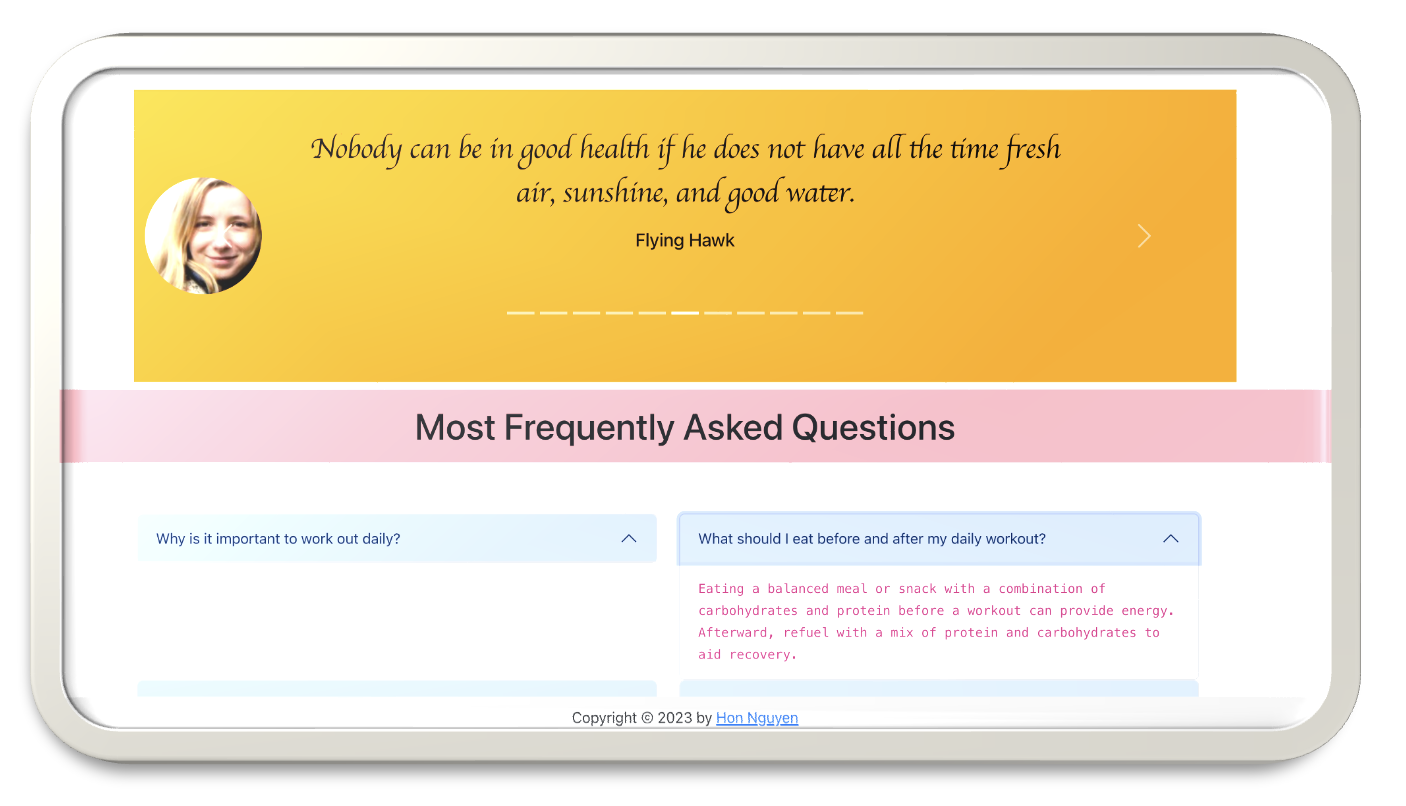 Nobody can be in good health if he does not have all the time fresh
air, sunshine, and good water.
Flying Hawk
Most Frequently Asked Questions
Why is it important to work out daily?
What should I eat before and after my daily workout?
Eating a balanced meal or snack with a combination of
carbohydrates and protein before a workout can provide energy.
Afterward, refuel with a mix of protein and carbohydrates to
aid recovery.
Copyright © 2023 by Hon Nguyen